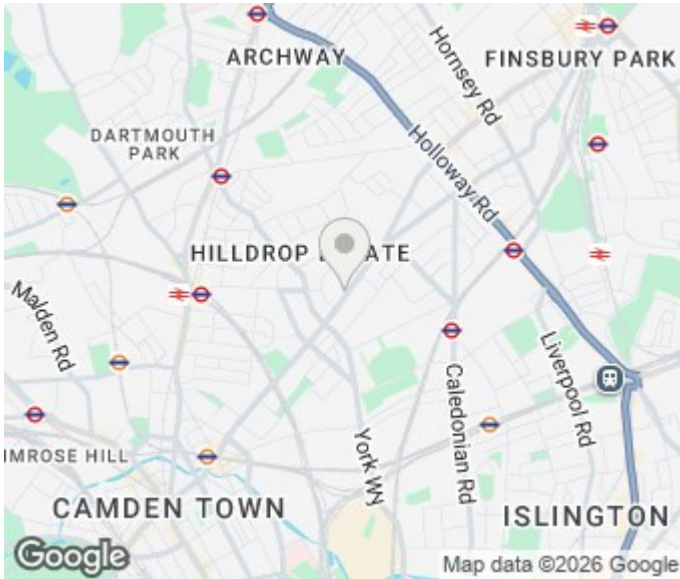 ARCHWAY
Hornsey Rd
FINSBURY PARK
DARTMOUTH
PARK
Holloway Rd
HILLDROP E ATE
Malden Rd
Liverpool Rd
Caledonian Rd
IMROSE HILL
York Wy
CAMDEN TOWN
ISLINGTON
Google
Map data ©2026 Google